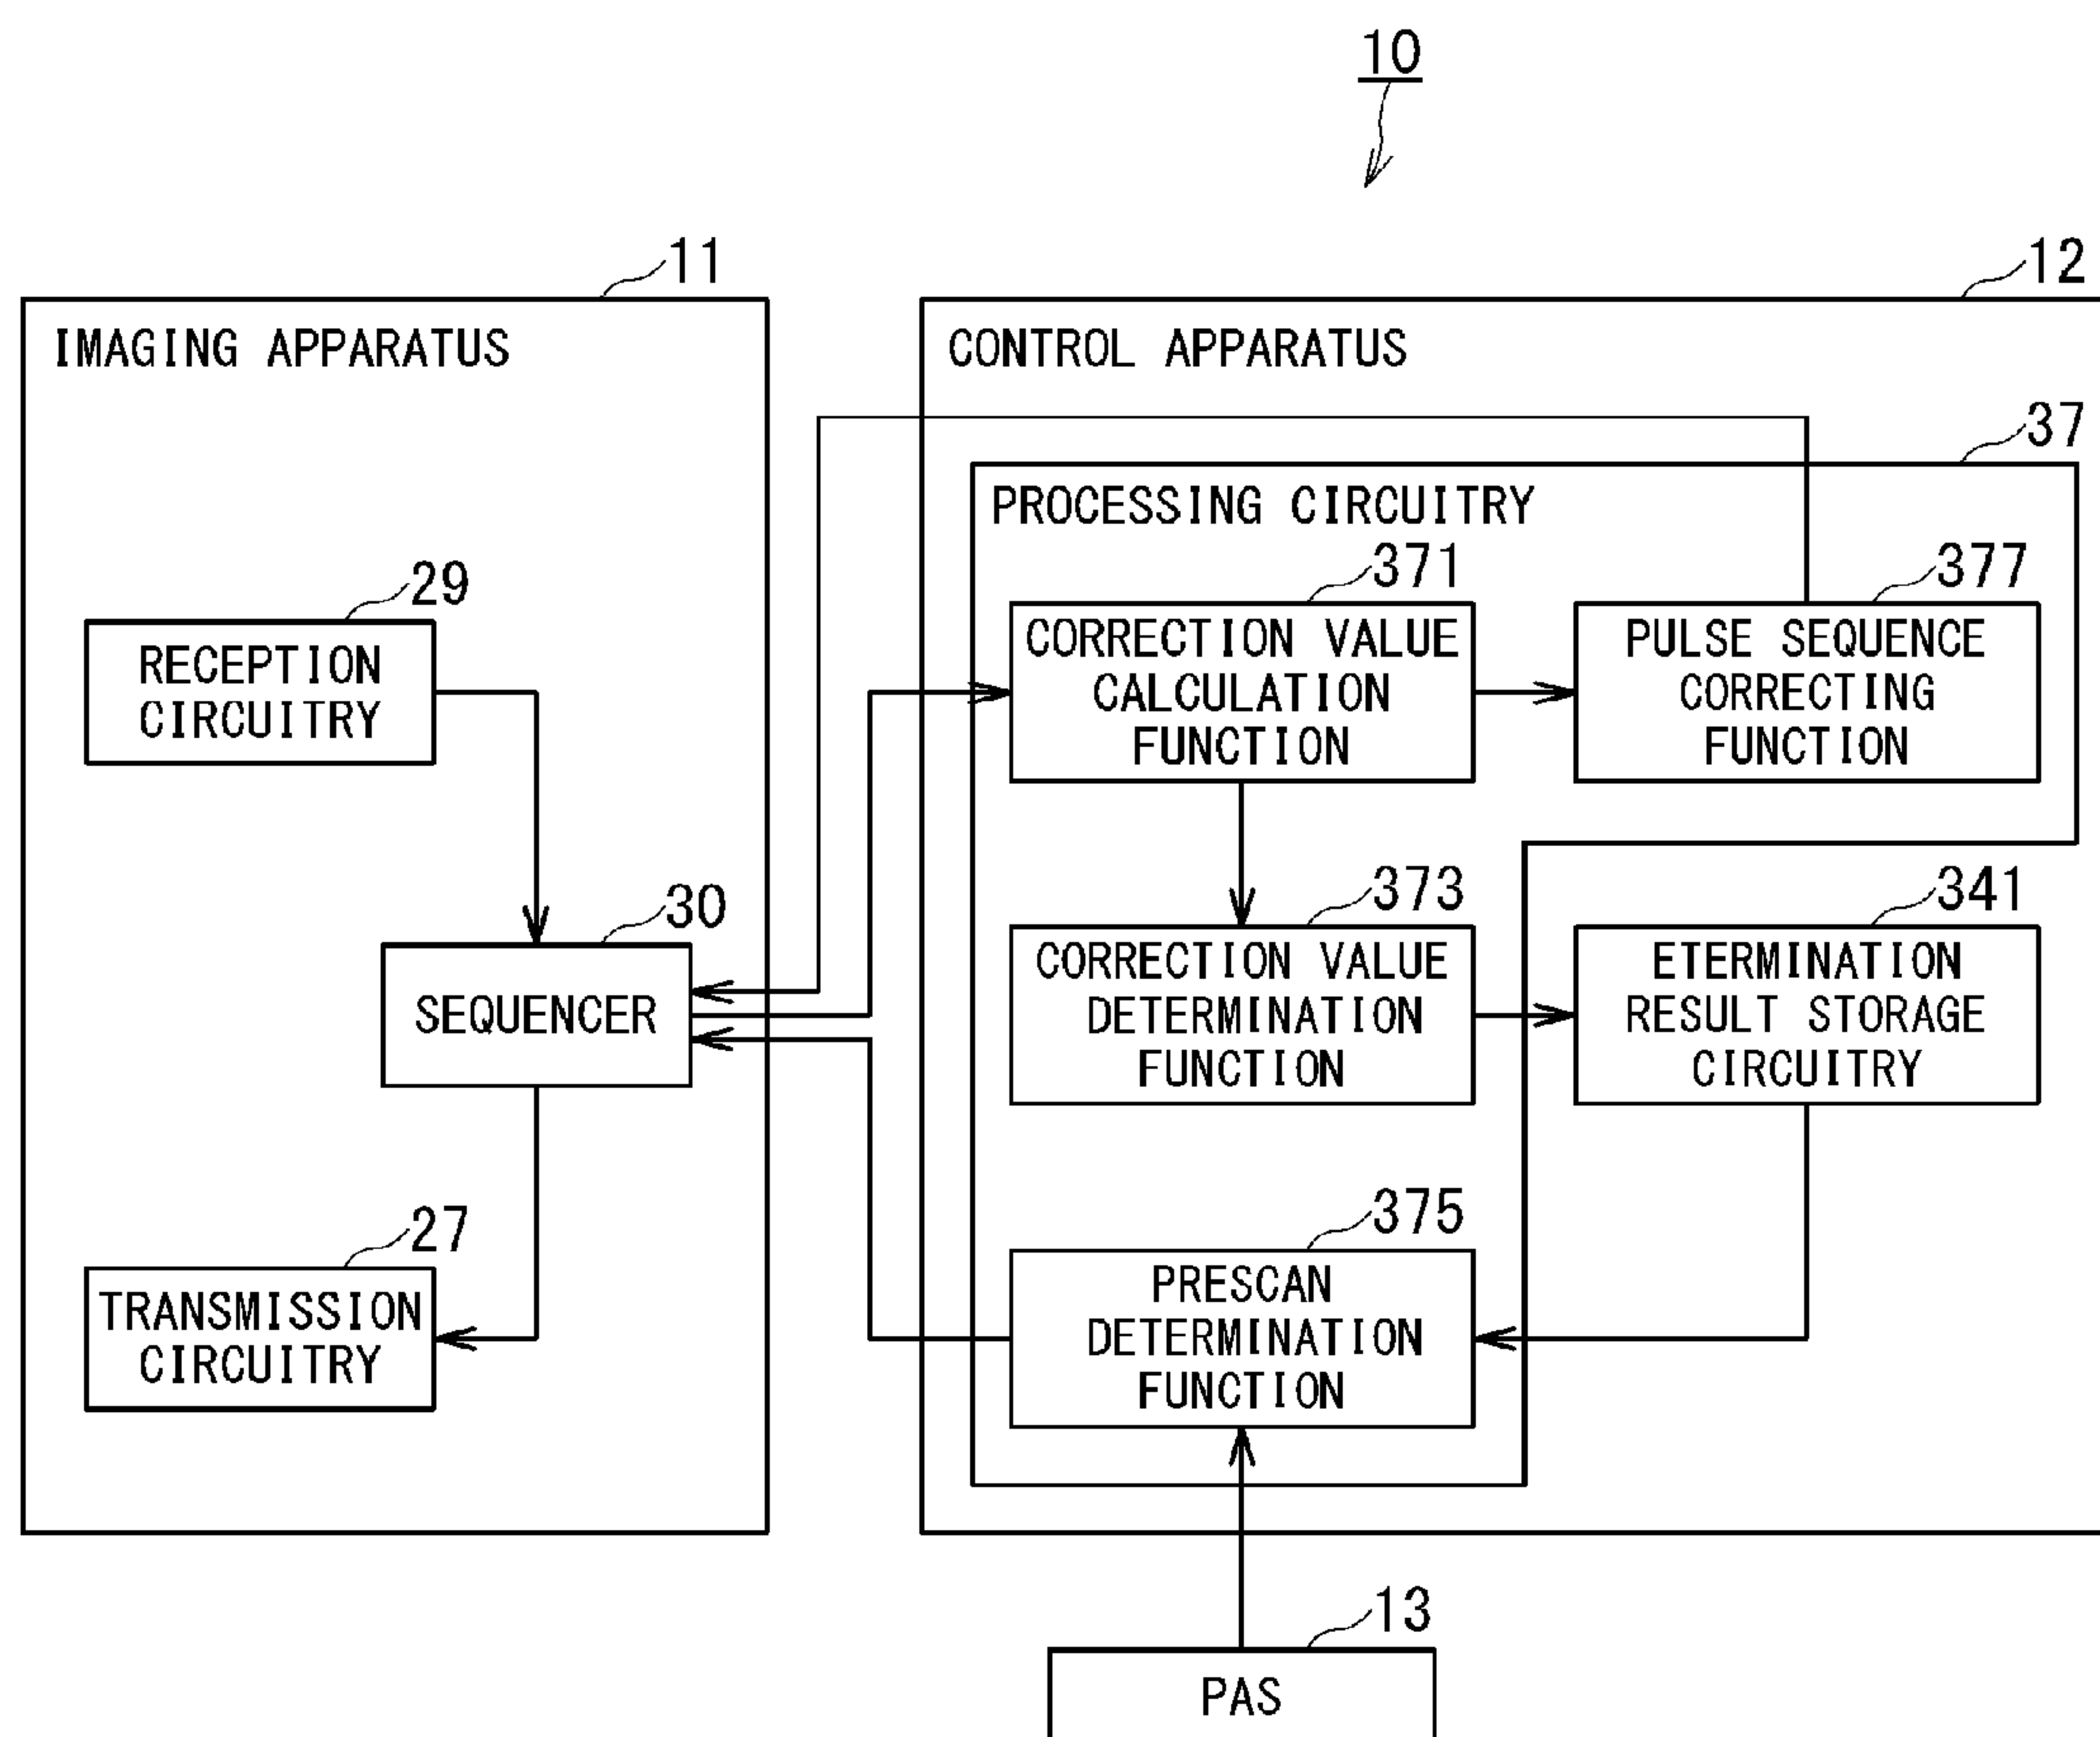 10
11
12
IMAGING APPARATUS
CONTROL APPARATUS
37
PROCESSING CIRCUITRY
29
RECEPTION
CIRCUITRY
371
CORRECTION VALUE
CALCULATION
FUNCTION
377
PULSE SEQUENCE
CORRECTING
FUNCTION
30
SEQUENCER
373
CORRECTION VALUE
DETERMINATION
FUNCTION
341
ETERMINATION
RESULT STORAGE
CIRCUITRY
27
TRANSMISSION
CIRCUITRY
375
PRESCAN
DETERMINATION
FUNCTION
13
PAS